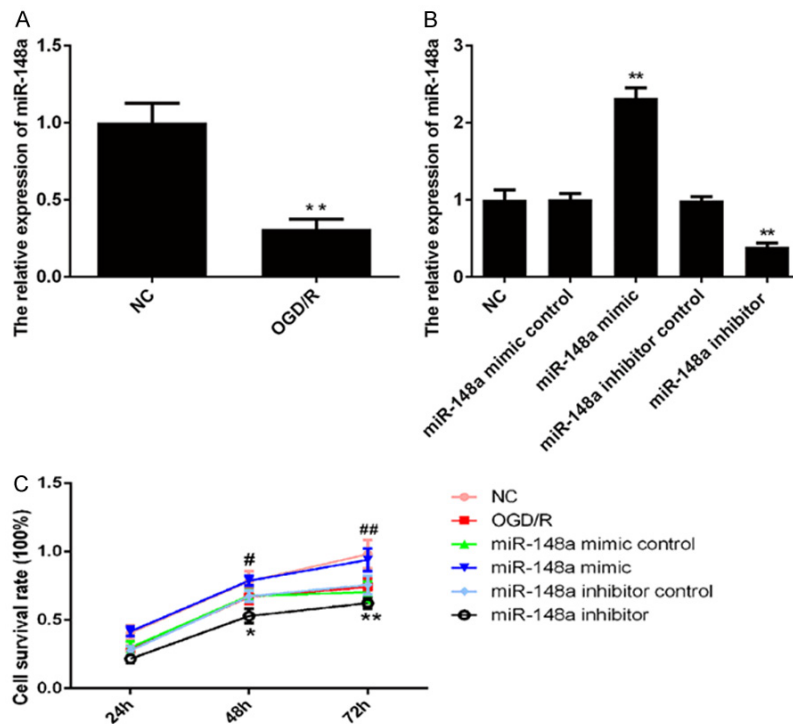 A
The relative expression of miR-148a
1.5
1.0
0.5
0.0
**
NC
OGD/R
B
The relative expression of miR-148a
3
2
1
0
**
**
NC
miR-148a mimic control
miR-148a mimic
miR-148a inhibitor control
miR-148a inhibitor
C
Cell survival rate (100%)
1.5
1.0
0.5
0.0
#
##
*
**
24h
48h
72h
NC
OGD/R
miR-148a mimic control
miR-148a mimic
miR-148a inhibitor control
miR-148a inhibitor